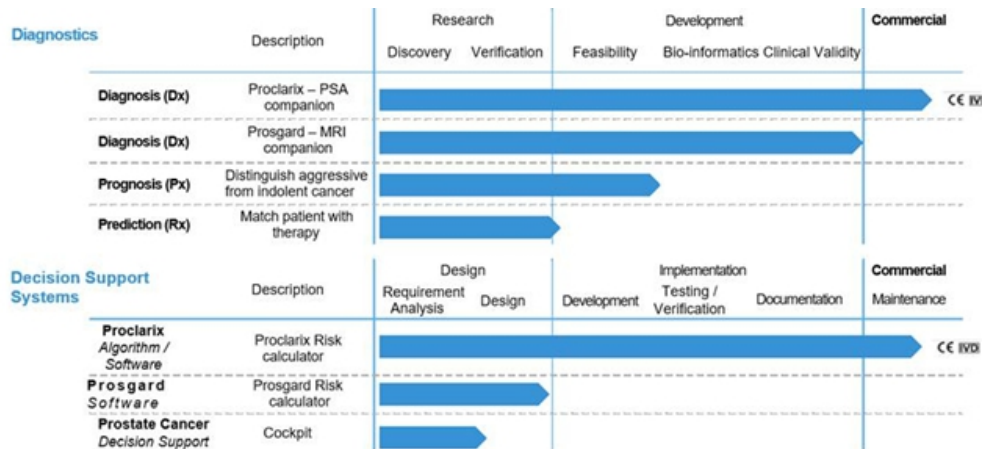 Diagnostics
Description
Research
Development
Commercial
Discovery
Verification
Feasibility
Bio-informatics
Clinical Validity
Diagnosis (Dx)
Proclarix – PSA
companion
CE IV
Diagnosis (Dx)
Prosgard – MRI
companion
Prognosis (Px)
Distinguish aggressive
from indolent cancer
Prediction (Rx)
Match patient with
therapy
Decision Support
Systems
Description
Design
Implementation
Commercial
Requirement
Analysis
Design
Development
Testing /
Verification
Documentation
Maintenance
Proclarix
Algorithm /
Software
Proclarix Risk
calculator
CE IVD
Prosgard
Software
Prosgard Risk
calculator
Prostate Cancer
Decision Support
Cockpit